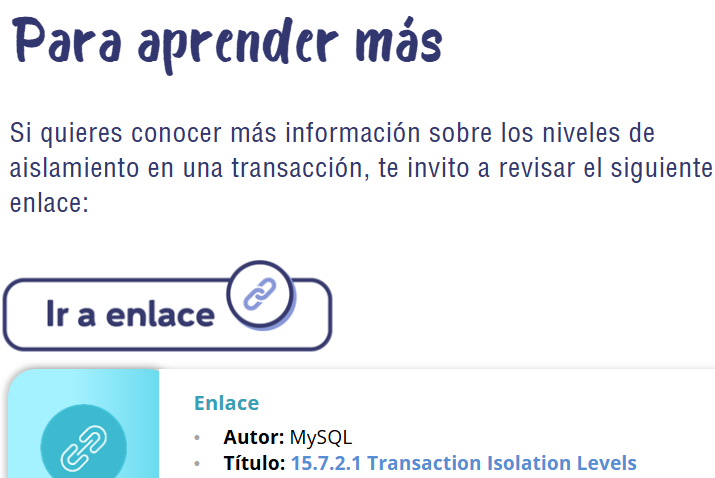 Para aprender más
Si quieres conocer más información sobre los niveles de
aislamiento en una transacción, te invito a revisar el siguiente
enlace:
Ir a enlace
Enlace
• Autor: MySQL
• Título: 15.7.2.1 Transaction Isolation Levels